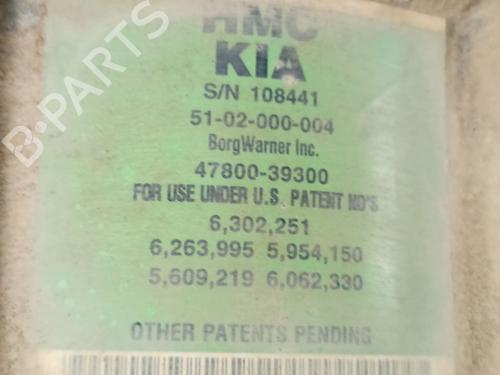 HMC
KIA
S/N 108441
51-02-000-004
BorgWarner Inc.
47800-39300
FOR USE UNDER U.S. PATENT NO'S
6,302,251
6,263,995 5,954,150
5,609,219 6,062,330
OTHER PATENTS PENDING
B-PARTS